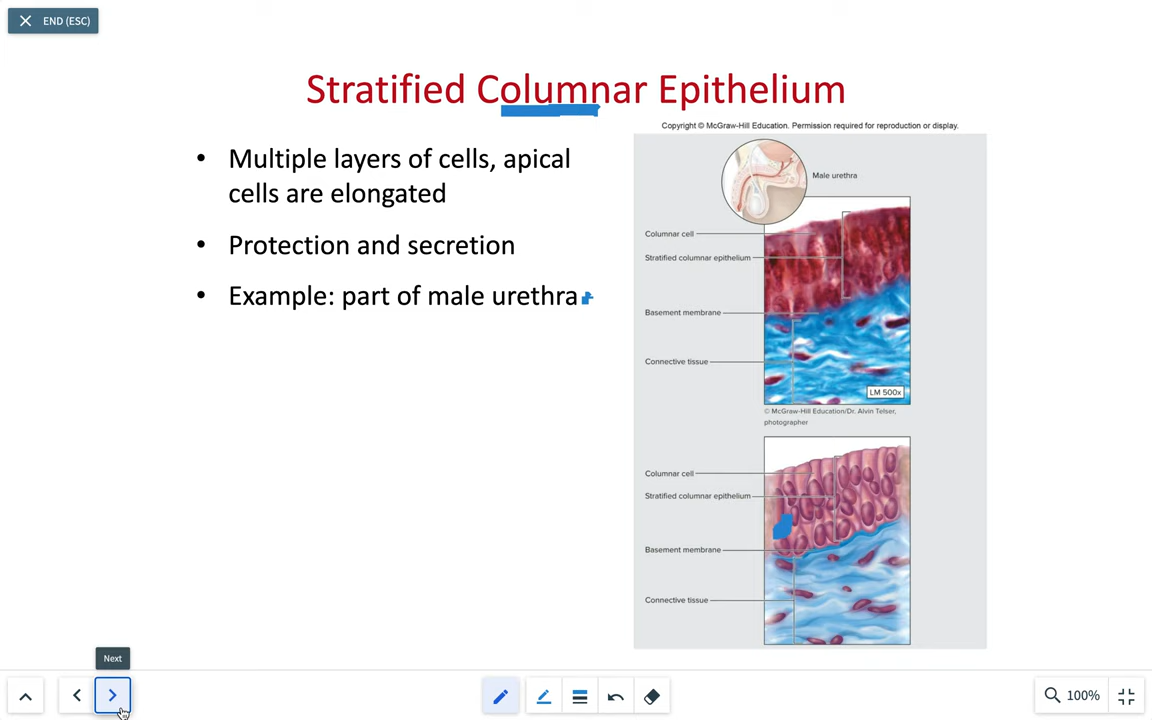 END (ESC)
Stratified Columnar Epithelium
Copyright © McGraw-Hill Education. Permission required for reproduction or display.
• Multiple layers of cells, apical
cells are elongated
• Protection and secretion
• Example: part of male urethra
Male urethra
Columnar cell
Stratified columnar epithelium
Basement membrane
Connective tissue
LM 500x
© McGraw-Hill Education/Dr. Alvin Telser,
photographer
Columnar cell
Stratified columnar epithelium
Basement membrane
Connective tissue
Next
100%